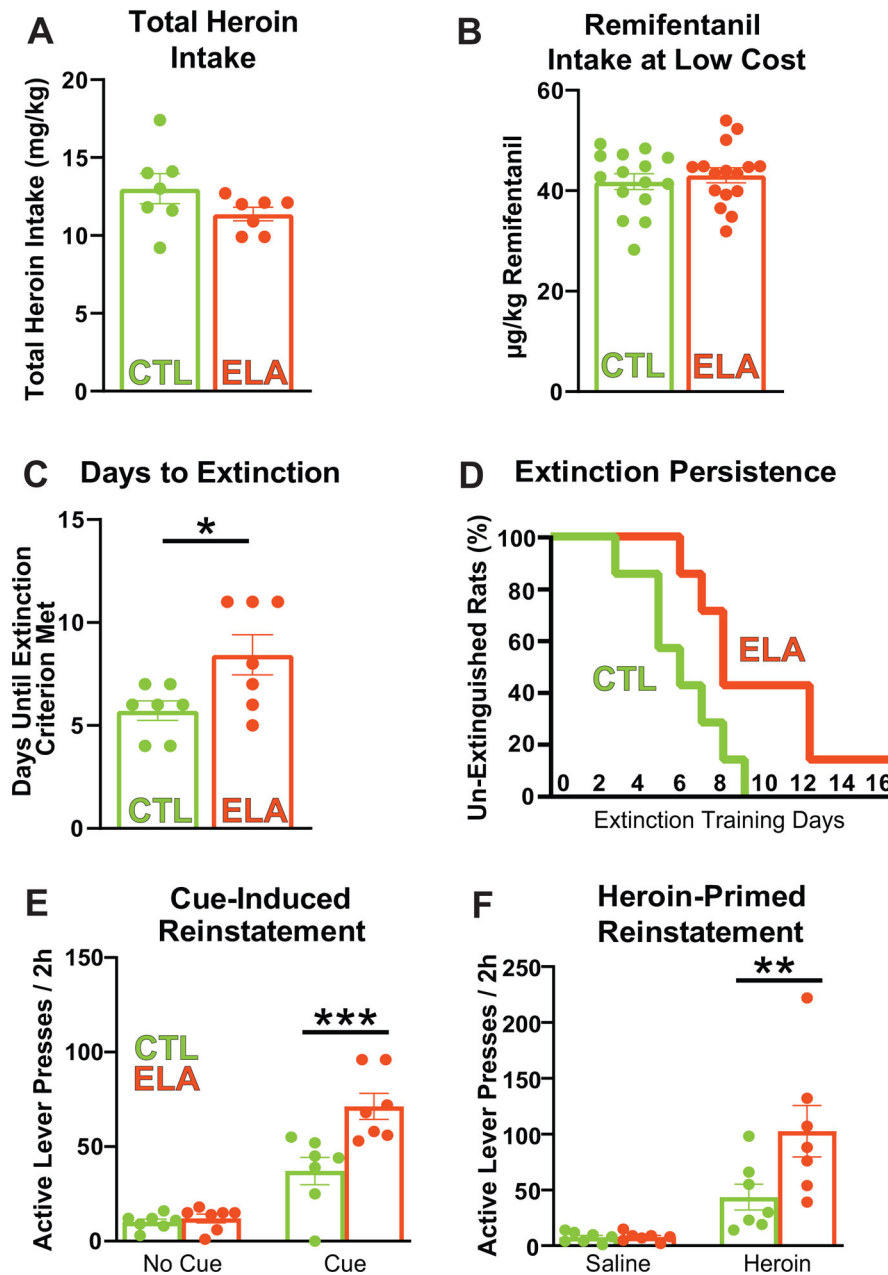 A
Total Heroin
Intake
Total Heroin Intake (mg/kg)
20
15
10
5
0
CTL
ELA
B
Remifentanil
Intake at Low Cost
µg/kg Remifentanil
60
40
20
0
CTL
ELA
C
Days to Extinction
Days Until Extinction
Criterion Met
15
10
5
0
*
CTL
ELA
D
Extinction Persistence
Un-Extinguished Rats (%)
100
80
60
40
20
0
CTL
ELA
0 2 4 6 8 10 12 14 16
Extinction Training Days
E
Cue-Induced
Reinstatement
Active Lever Presses / 2h
150
100
50
0
CTL
ELA
***
No Cue Cue
F
Heroin-Primed
Reinstatement
Active Lever Presses / 2h
250
200
150
100
50
0
**
Saline Heroin